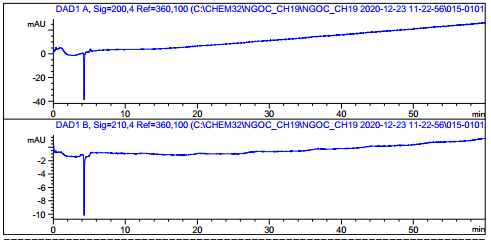 DAD1 A, Sig=200,4 Ref=360,100 (C:\CHEM32\NGOC_CH19\NGOC_CH19 2020-12-23 11-22-56\015-0101
mAU
0
-20
-40
0 10 20 30 40 50 min
DAD1 B, Sig=210,4 Ref=360,100 (C:\CHEM32\NGOC_CH19\NGOC_CH19 2020-12-23 11-22-56\015-0101
mAU
-2
-4
-6
-8
-10
0 10 20 30 40 50 min